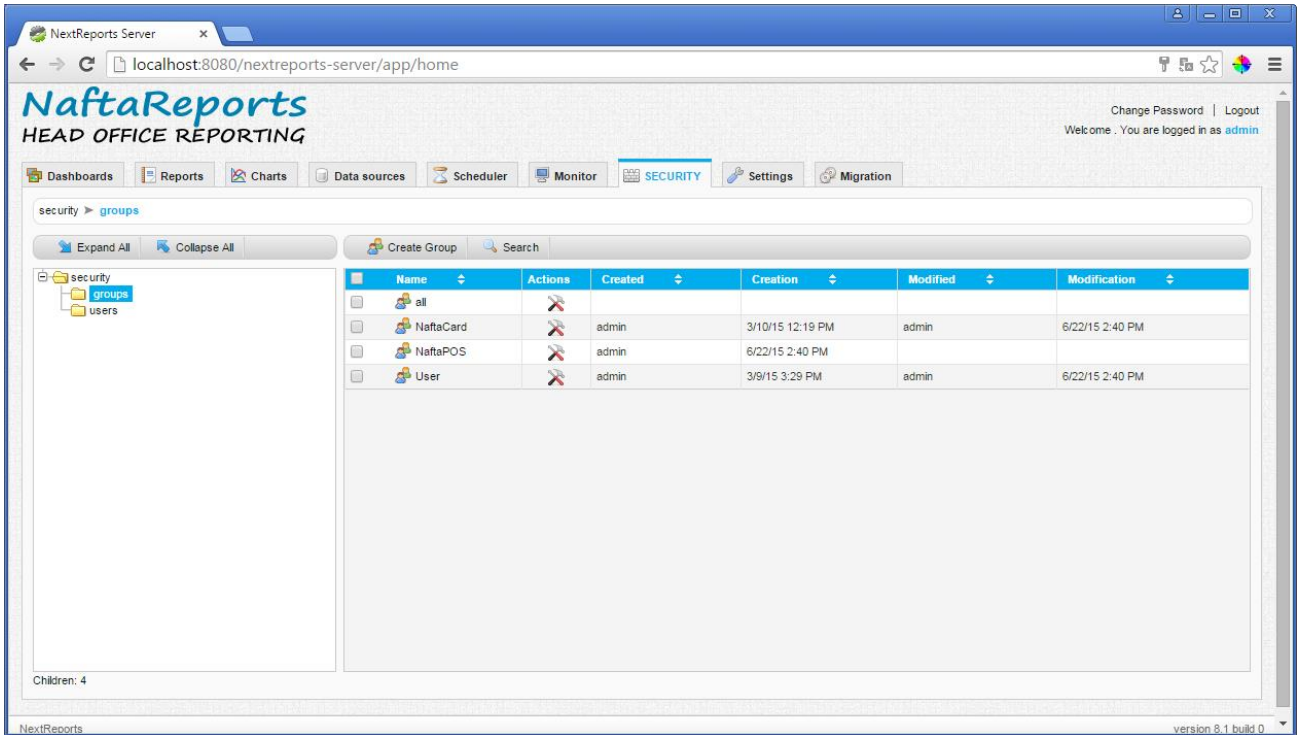 NextReports Server
localhost:8080/nextreports-server/app/home
NaftaReports
HEAD OFFICE REPORTING
Change Password | Logout
Welcome . You are logged in as admin
Dashboards Reports Charts Data sources Scheduler Monitor SECURITY Settings Migration
security ➤ groups
Expand All Collapse All Create Group Search
security
groups
users
Name Actions Created Creation Modified Modification
all
NaftaCard admin 3/10/15 12:19 PM admin 6/22/15 2:40 PM
NaftaPOS admin 6/22/15 2:40 PM
User admin 3/9/15 3:29 PM admin 6/22/15 2:40 PM
Children: 4
NextReports version 8.1 build 0